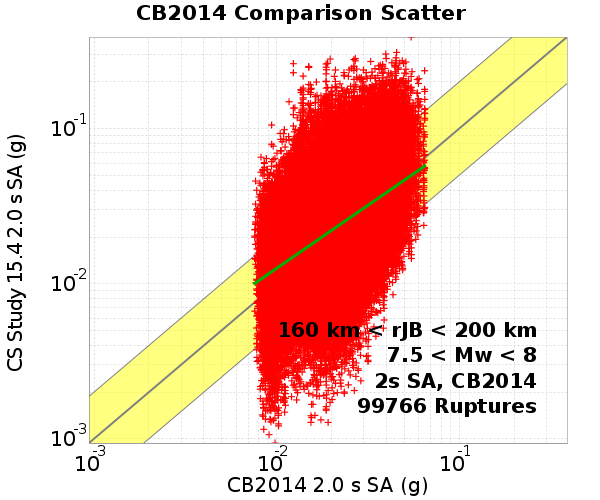 CB2014 Comparison Scatter
CS Study 15.4 2.0 s SA (g)
10-1
10-2
10-3
160 km < rJB < 200 km
7.5 < Mw < 8
2s SA, CB2014
99766 Ruptures
10-3
10-2
10-1
CB2014 2.0 s SA (g)